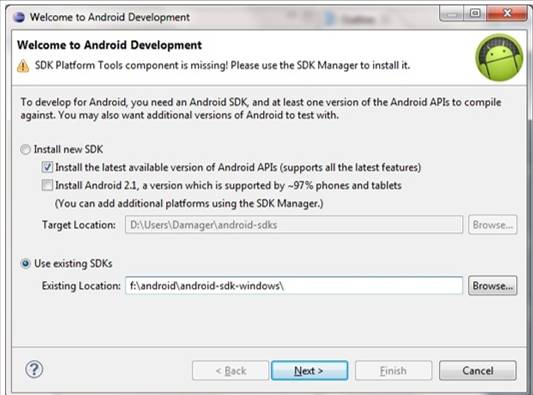 Welcome to Android Development
Welcome to Android Development
SDK Platform Tools component is missing! Please use the SDK Manager to install it.
To develop for Android, you need an Android SDK, and at least one version of the Android APIs to compile
against. You may also want additional versions of Android to test with.
Install new SDK
Install the latest available version of Android APIs (supports all the latest features)
Install Android 2.1, a version which is supported by ~97% phones and tablets
(You can add additional platforms using the SDK Manager.)
Target Location: D:\Users\Damager\android-sdks Browse...
Use existing SDKs
Existing Location: f:\android\android-sdk-windows\ Browse...
? < Back Next > Finish Cancel